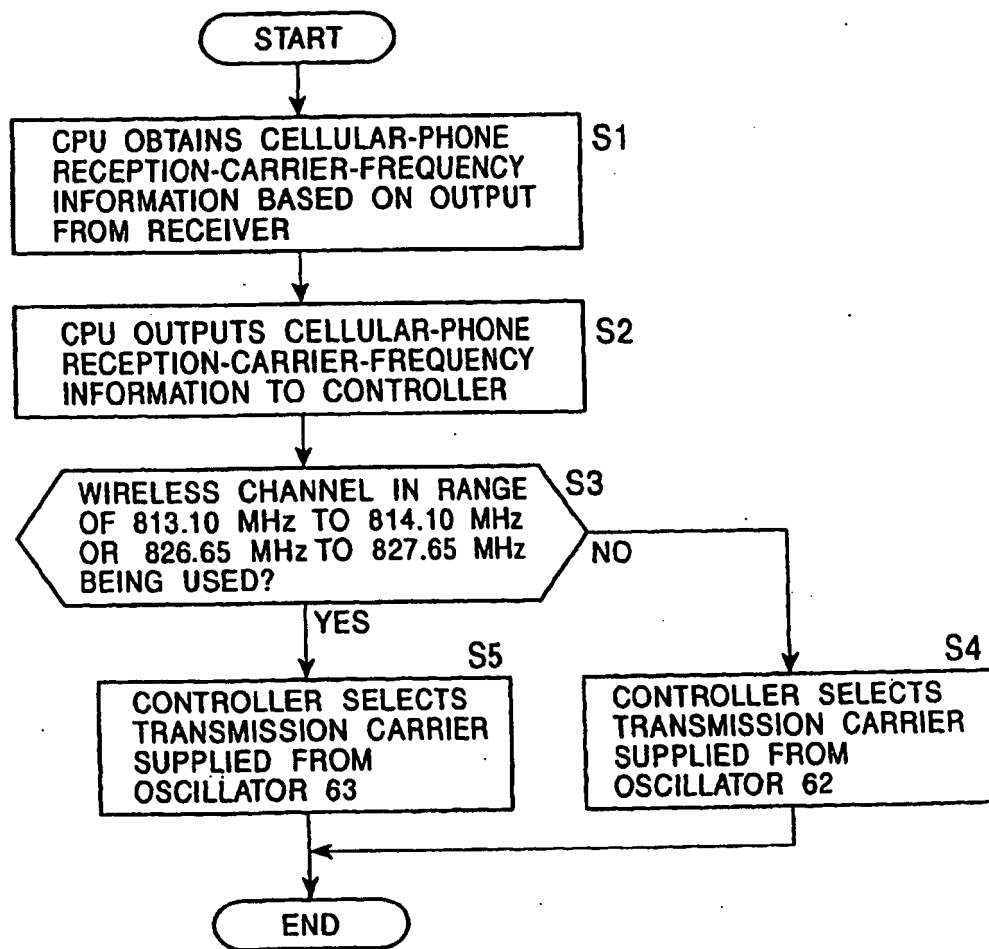 START
CPU OBTAINS CELLULAR-PHONE
RECEPTION-CARRIER-FREQUENCY
INFORMATION BASED ON OUTPUT
FROM RECEIVER
S1
CPU OUTPUTS CELLULAR-PHONE
RECEPTION-CARRIER-FREQUENCY
INFORMATION TO CONTROLLER
S2
WIRELESS CHANNEL IN RANGE
OF 813.10 MHz TO 814.10 MHz
OR 826.65 MHz TO 827.65 MHz
BEING USED?
S3
NO
YES
S5
CONTROLLER SELECTS
TRANSMISSION CARRIER
SUPPLIED FROM
OSCILLATOR 63
S4
CONTROLLER SELECTS
TRANSMISSION CARRIER
SUPPLIED FROM
OSCILLATOR 62
END